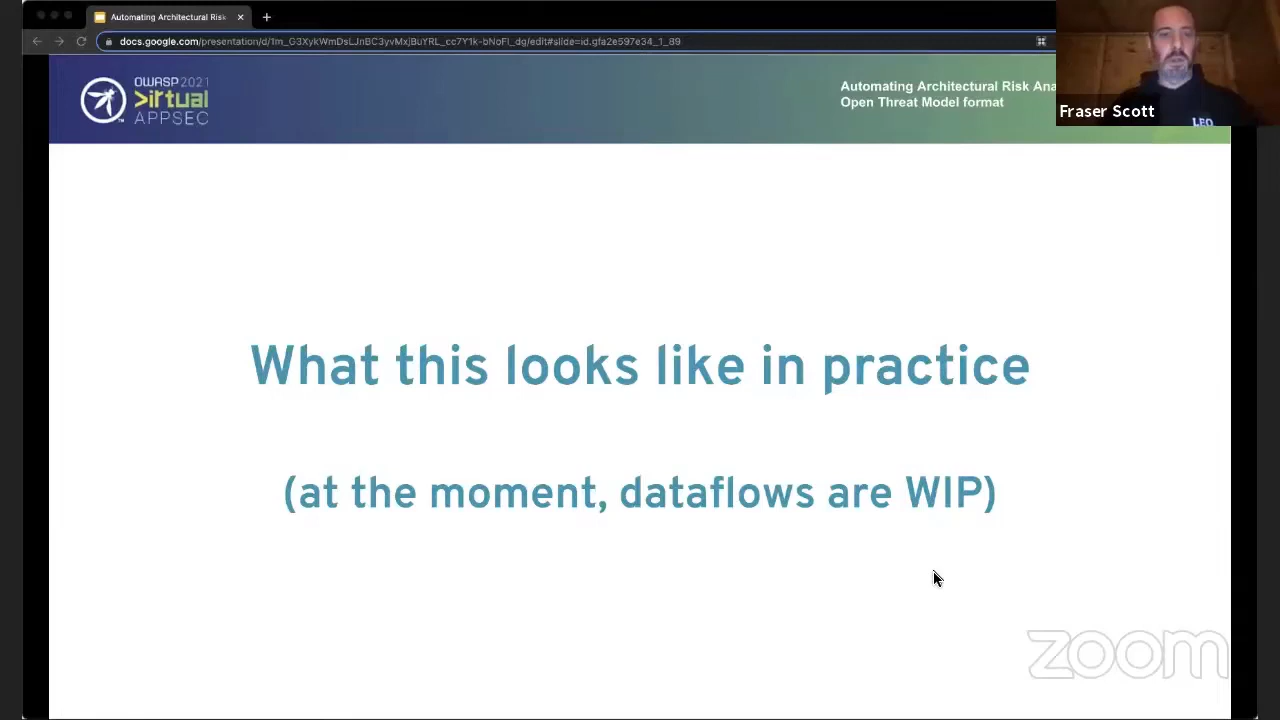 Automating Architectural Risk
docs.google.com/presentation/d/1m_G3XykWmDsLJnBC3yvMxjBuYRL_cc7Y1k-bNoFl_dg/edit#slide=id.gfa2e597e34_1_89
OWASP 2021
Virtual
APPSEC
Automating Architectural Risk Ana
Open Threat Model format
LEO
Fraser Scott
What this looks like in practice
(at the moment, dataflows are WIP)
zoom